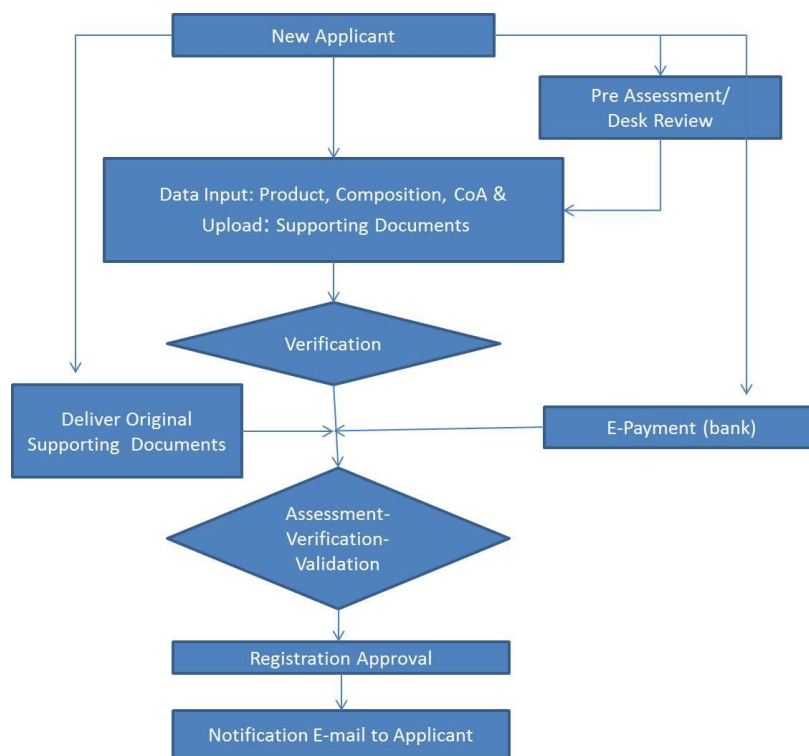 New Applicant
Pre Assessment/
Desk Review
Data Input: Product, Composition, CoA &
Upload: Supporting Documents
Verification
Deliver Original
Supporting Documents
E-Payment (bank)
Assessment-
Verification-
Validation
Registration Approval
Notification E-mail to Applicant